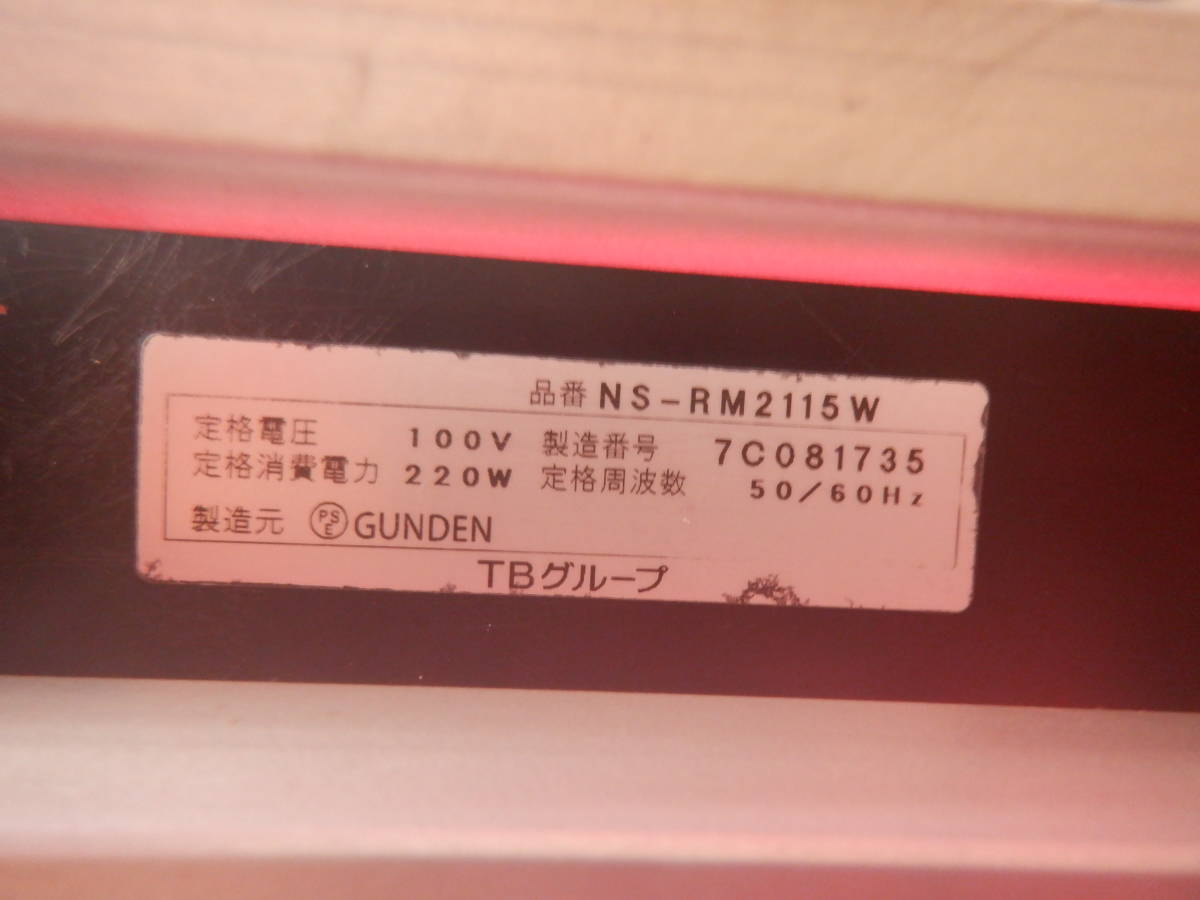 品番 NS-RM2115W
定格電圧 100V 製造番号 7C081735
定格消費電力 220W 定格周波数 50/60Hz
製造元 PSE GUNDEN
TBグループ